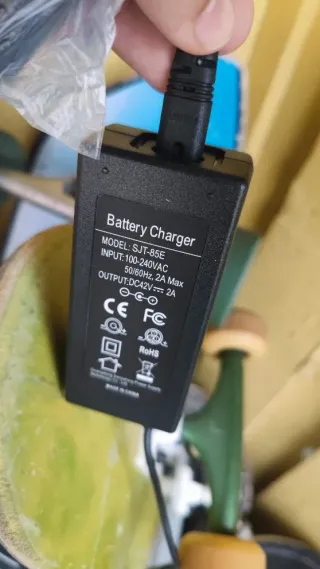 Battery Charger
MODEL: SJT-85E
INPUT:100-240VAC
50/60Hz, 2A Max
OUTPUT:DC42V⎓2A
CE FC
RoHS
MADE IN CHINA